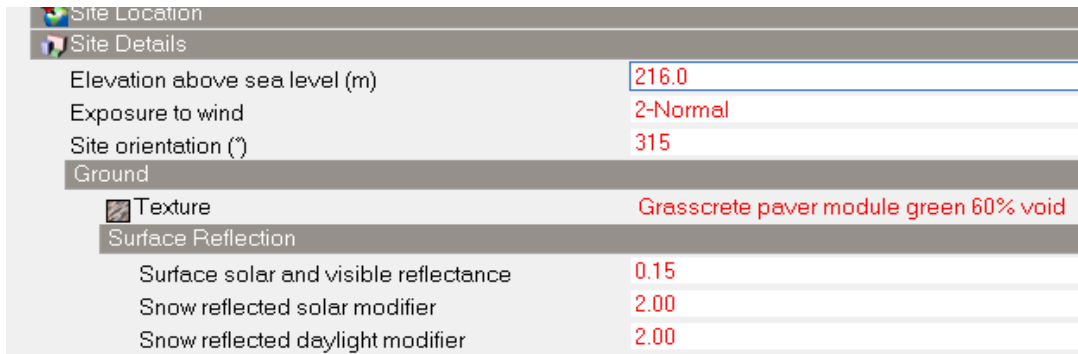 Site Location
Site Details
Elevation above sea level (m) 216.0
Exposure to wind 2-Normal
Site orientation (°) 315
Ground
Texture Grasscrete paver module green 60% void
Surface Reflection
Surface solar and visible reflectance 0.15
Snow reflected solar modifier 2.00
Snow reflected daylight modifier 2.00